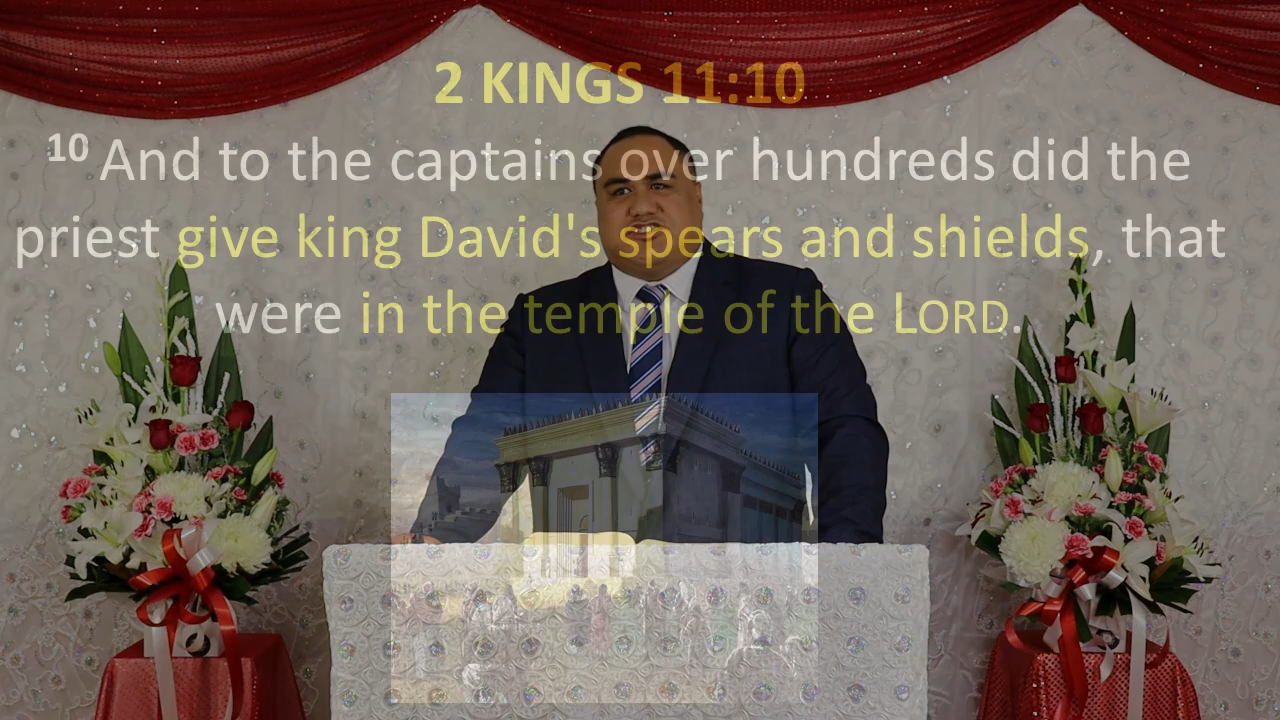 2 KINGS 11:10
10 And to the captains over hundreds did the
priest give king David's spears and shields, that
were in the temple of the LORD.